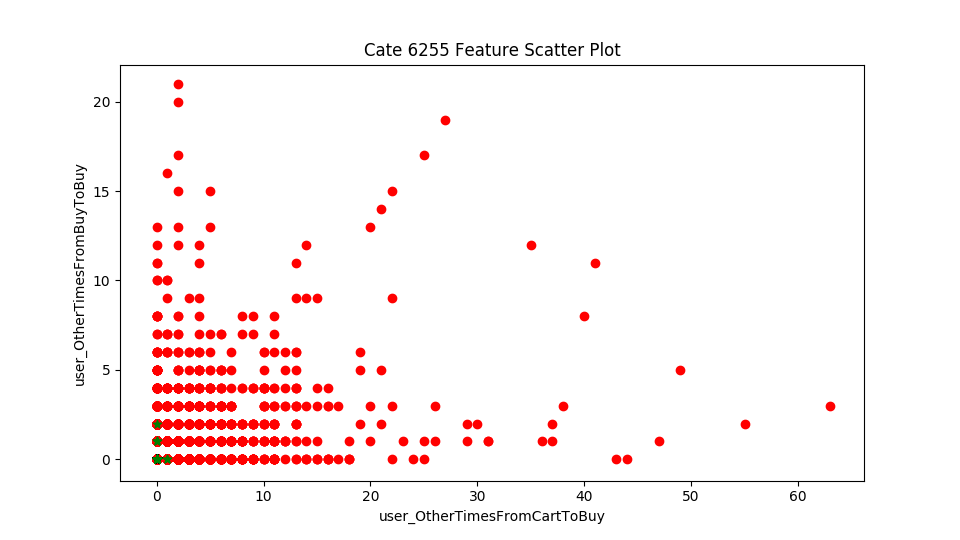 Cate 6255 Feature Scatter Plot
user_OtherTimesFromBuyToBuy
20
15
10
5
0
0 10 20 30 40 50 60
user_OtherTimesFromCartToBuy